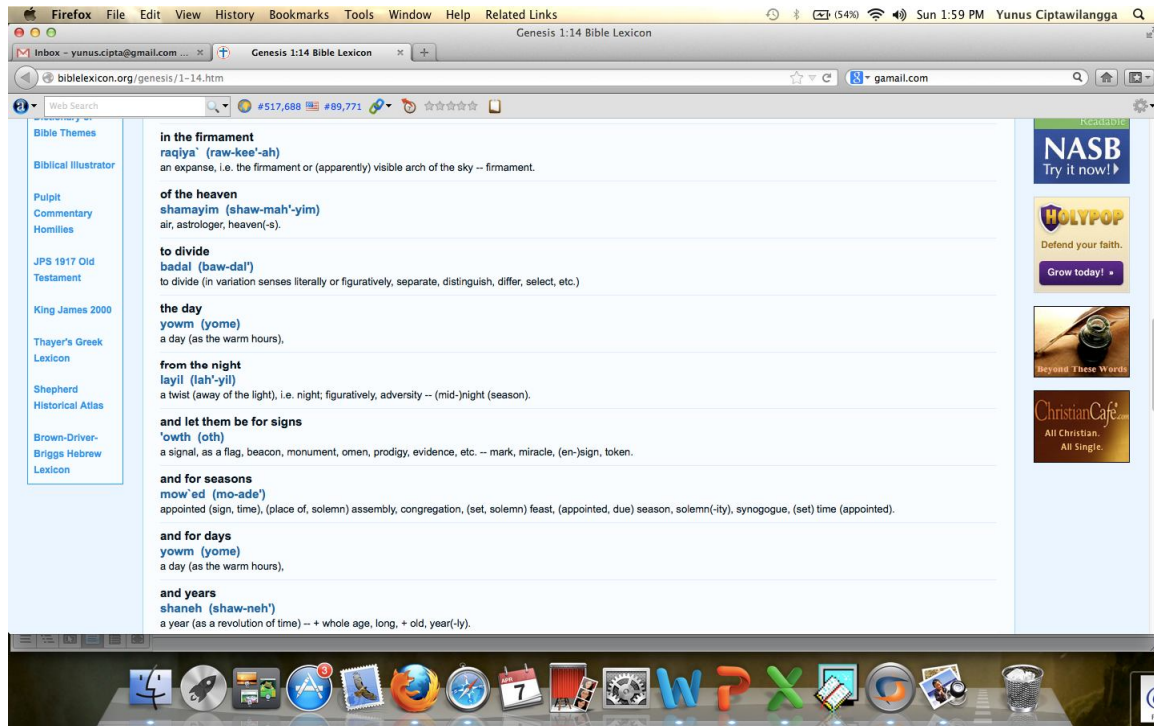 Firefox File Edit View History Bookmarks Tools Window Help Related Links (54%) Sun 1:59 PM Yunus Ciptawilangga
Genesis 1:14 Bible Lexicon
Inbox – yunus.cipta@gmail.com ... × Genesis 1:14 Bible Lexicon × +
biblelexicon.org/genesis/1-14.htm gamail.com
Web Search #517,688 #89,771
Bible Themes
Biblical Illustrator
Pulpit
Commentary
Homilies
JPS 1917 Old
Testament
King James 2000
Thayer's Greek
Lexicon
Shepherd
Historical Atlas
Brown-Driver-
Briggs Hebrew
Lexicon
in the firmament
raqiya` (raw-kee'-ah)
an expanse, i.e. the firmament or (apparently) visible arch of the sky -- firmament.
of the heaven
shamayim (shaw-mah'-yim)
air, astrologer, heaven(-s).
to divide
badal (baw-dal')
to divide (in variation senses literally or figuratively, separate, distinguish, differ, select, etc.)
the day
yowm (yome)
a day (as the warm hours),
from the night
layil (lah'-yil)
a twist (away of the light), i.e. night; figuratively, adversity -- (mid-)night (season).
and let them be for signs
'owth (oth)
a signal, as a flag, beacon, monument, omen, prodigy, evidence, etc. -- mark, miracle, (en-)sign, token.
and for seasons
mow`ed (mo-ade')
appointed (sign, time), (place of, solemn) assembly, congregation, (set, solemn) feast, (appointed, due) season, solemn(-ity), synogogue, (set) time (appointed).
and for days
yowm (yome)
a day (as the warm hours),
and years
shaneh (shaw-neh')
a year (as a revolution of time) -- + whole age, long, + old, year(-ly).
Readable
NASB
Try it now!
HOLYPOP
Defend your faith.
Grow today! »
Beyond These Words
ChristianCafe.com
All Christian.
All Single.
3
APR
7